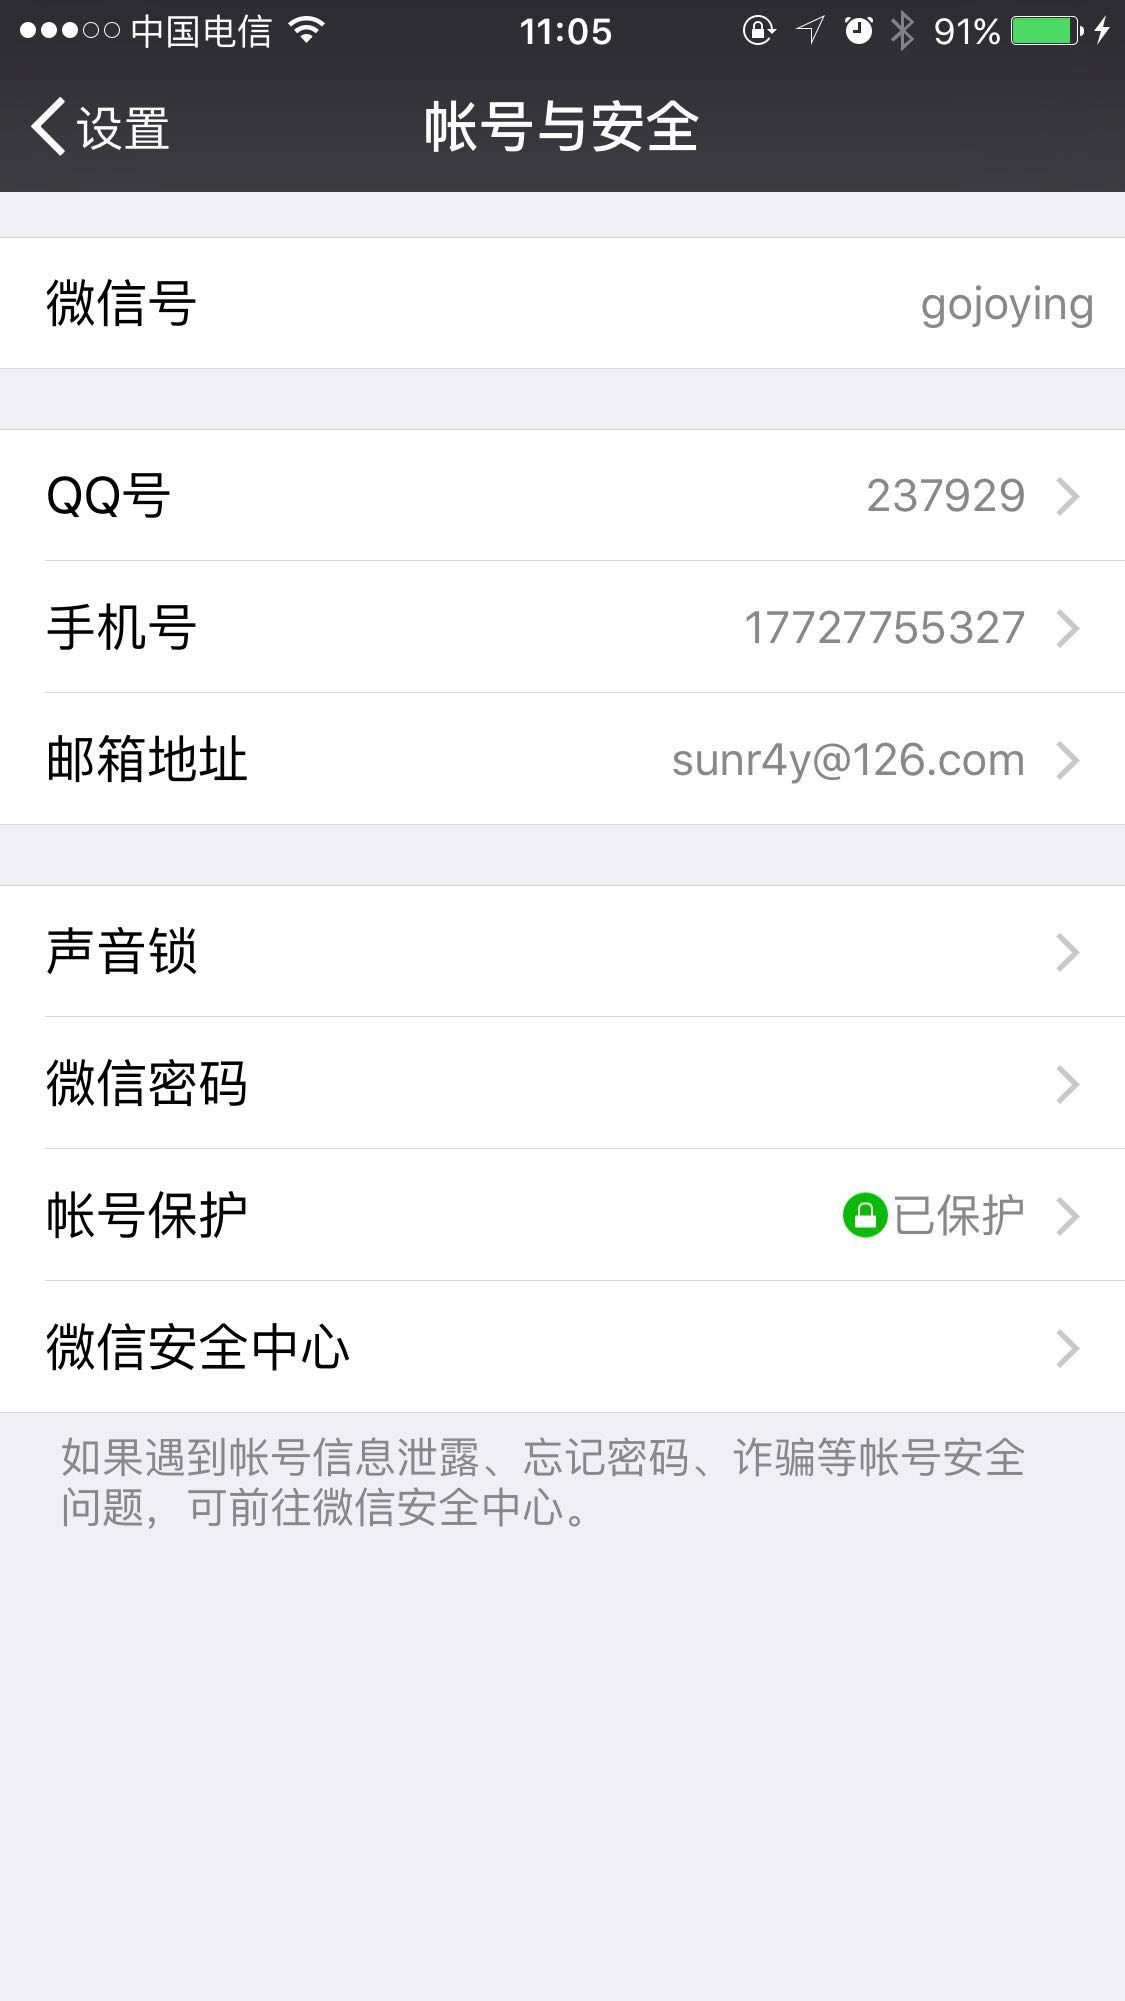 中国电信 11:05 91%
设置 帐号与安全
微信号 gojoying
QQ号 237929
手机号 17727755327
邮箱地址 sunr4y@126.com
声音锁
微信密码
帐号保护 已保护
微信安全中心
如果遇到帐号信息泄露、忘记密码、诈骗等帐号安全
问题，可前往微信安全中心。